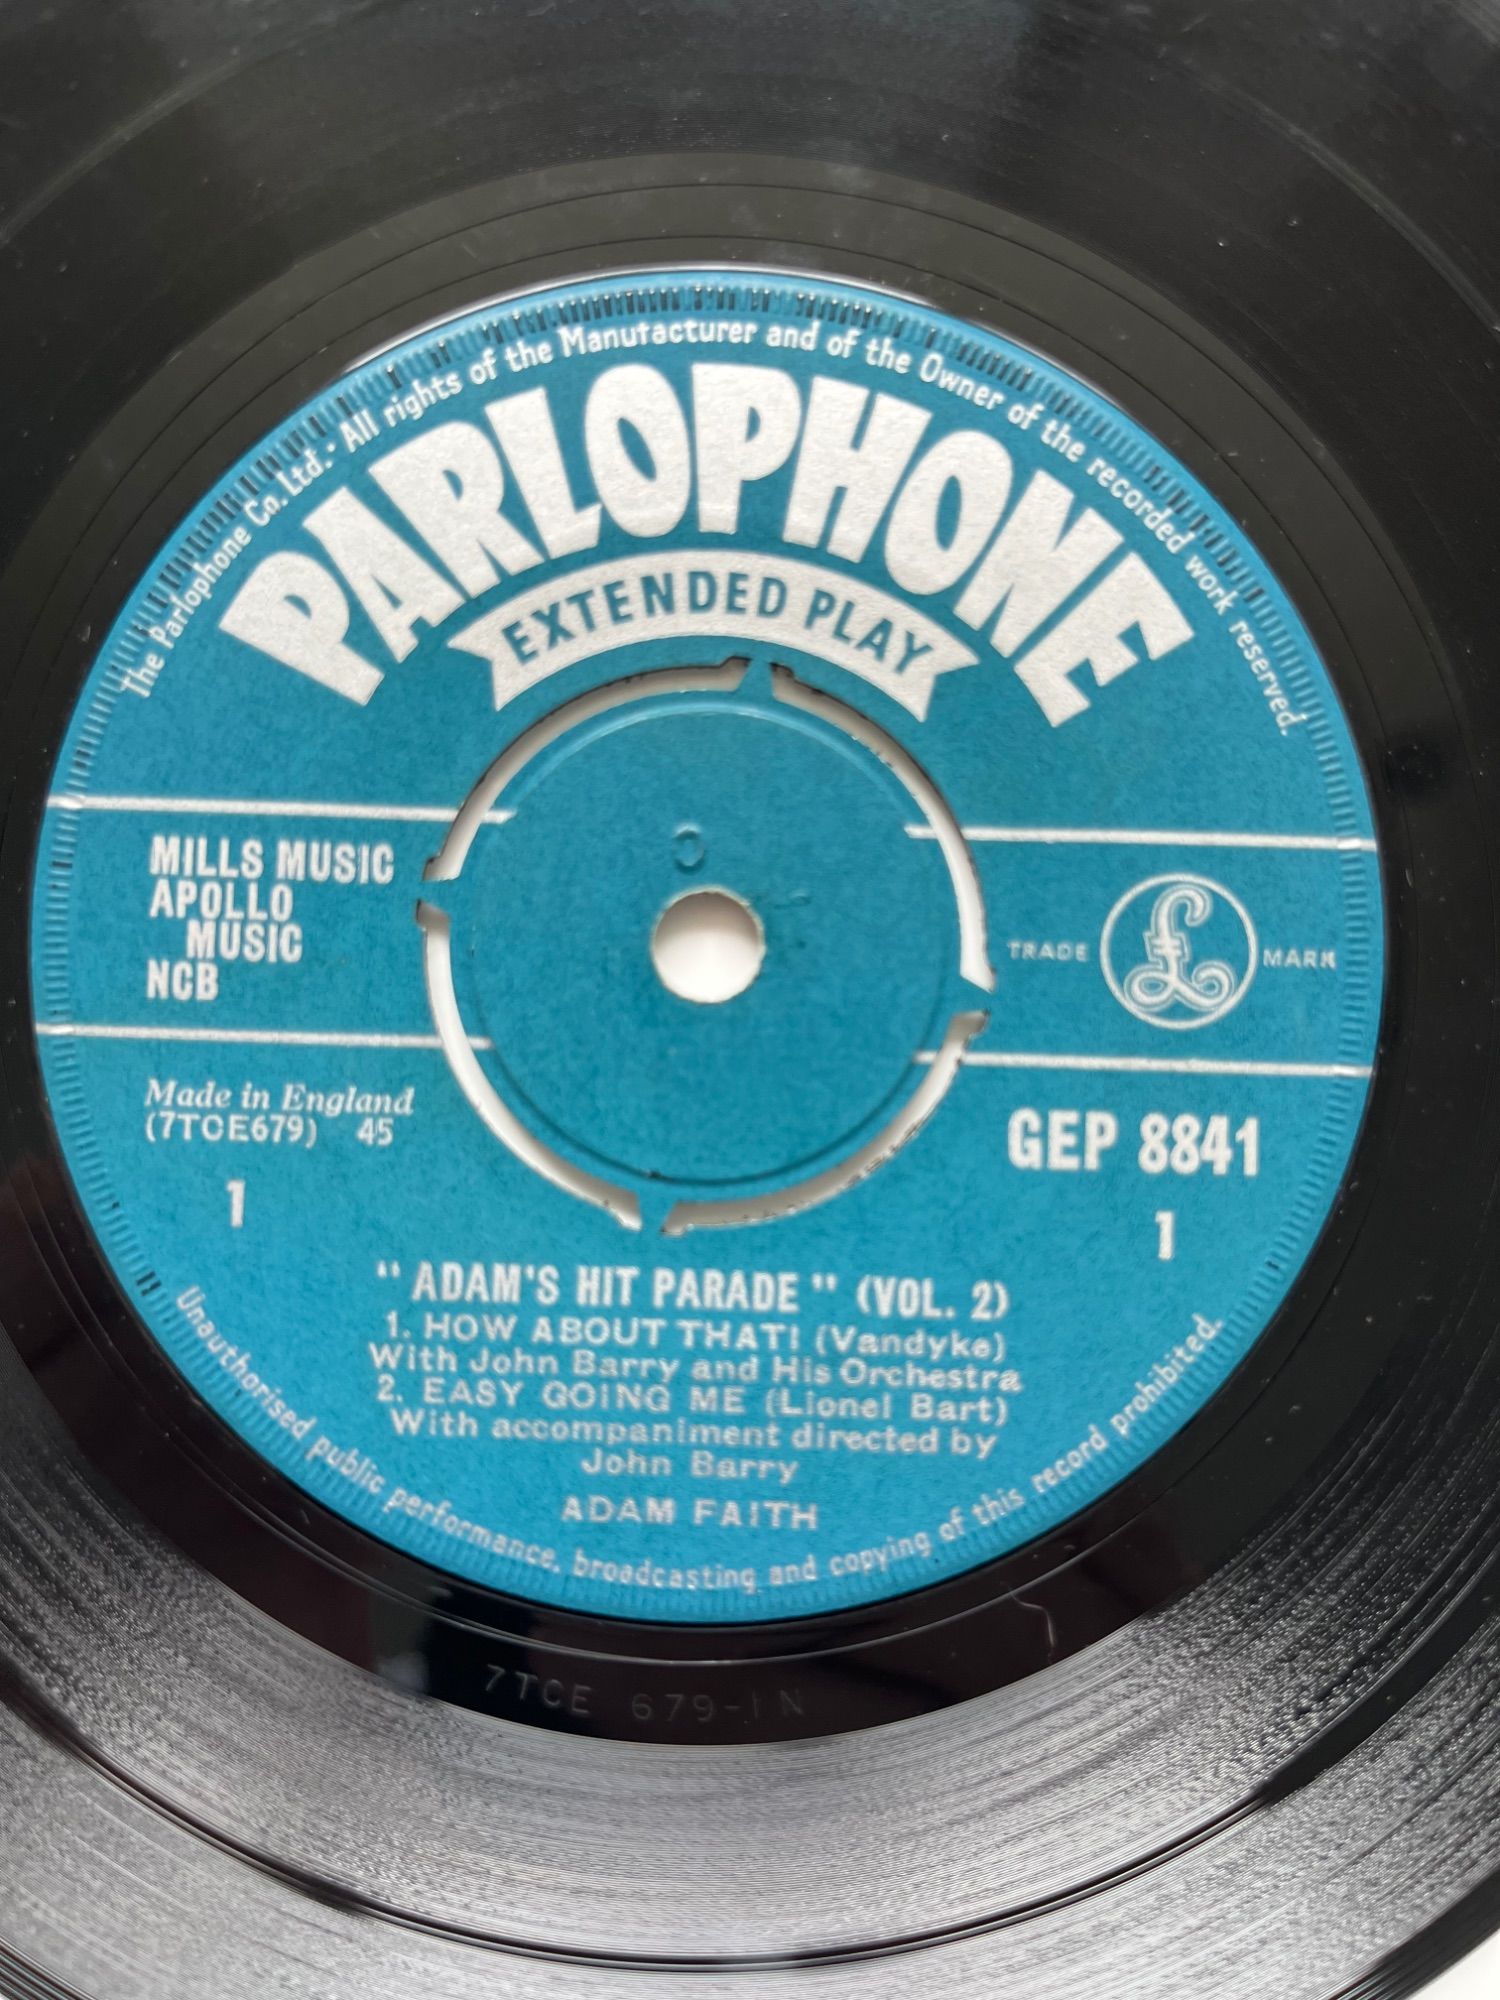 The Parlophone Co. Ltd. · All rights of the Manufacturer and of the Owner of the recorded work reserved.
PARLOPHONE
EXTENDED PLAY
MILLS MUSIC
APOLLO
MUSIC
NCB
TRADE £ MARK
Made in England
(7TCE679) 45
GEP 8841
1
1
" ADAM'S HIT PARADE " (VOL. 2)
1. HOW ABOUT THAT! (Vandyke)
With John Barry and His Orchestra
2. EASY GOING ME (Lionel Bart)
With accompaniment directed by
John Barry
ADAM FAITH
Unauthorised public performance, broadcasting and copying of this record prohibited.
7TCE 679-1N